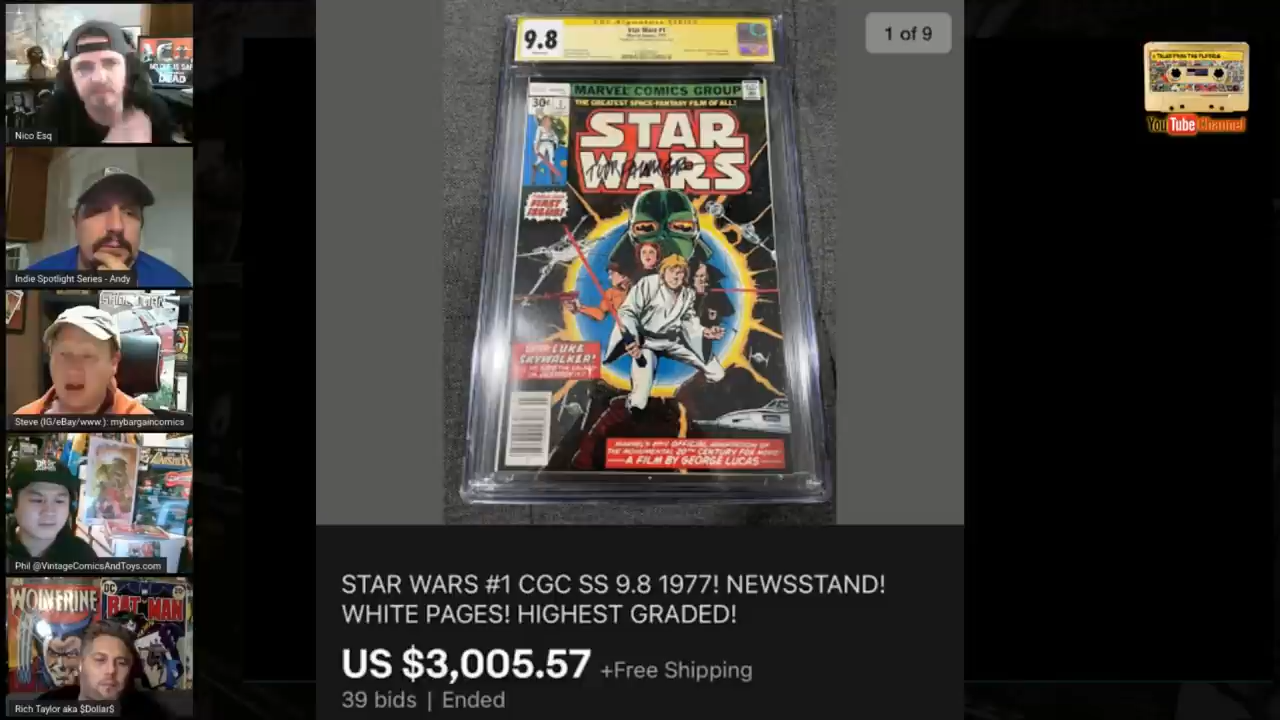 Nico Esq
Indie Spotlight Series - Andy
SPIDER-MAN
Steve (IG/eBay/www.): mybargaincomics
Phil @VintageComicsAndToys.com
WOLVERINE
DC
BATMAN
Rich Taylor aka $Dollar$
9.8
MARVEL COMICS GROUP
30¢
THE GREATEST SPACE-FANTASY FILM OF ALL!
STAR
WARS
FIRST
ISSUE!
LUKE
SKYWALKER!
MARVEL'S OFFICIAL ADAPTATION OF
THE MONUMENTAL 20TH CENTURY FOX MOVIE!
A FILM BY GEORGE LUCAS
1 of 9
STAR WARS #1 CGC SS 9.8 1977! NEWSSTAND!
WHITE PAGES! HIGHEST GRADED!
US $3,005.57 +Free Shipping
39 bids | Ended
YouTube Channel